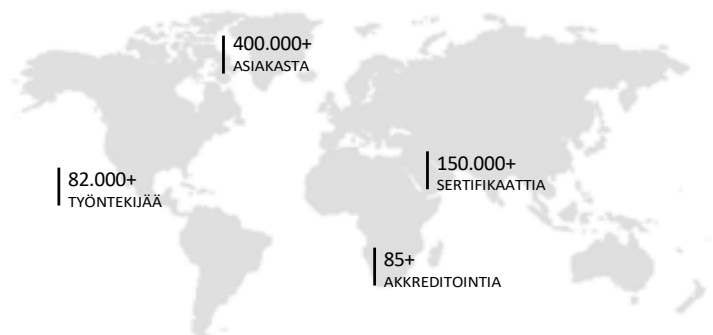 400.000+
ASIAKASTA
150.000+
SERTIFIKAATTIA
82.000+
TYÖNTEKIJÄÄ
85+
AKKREDITOINTIA